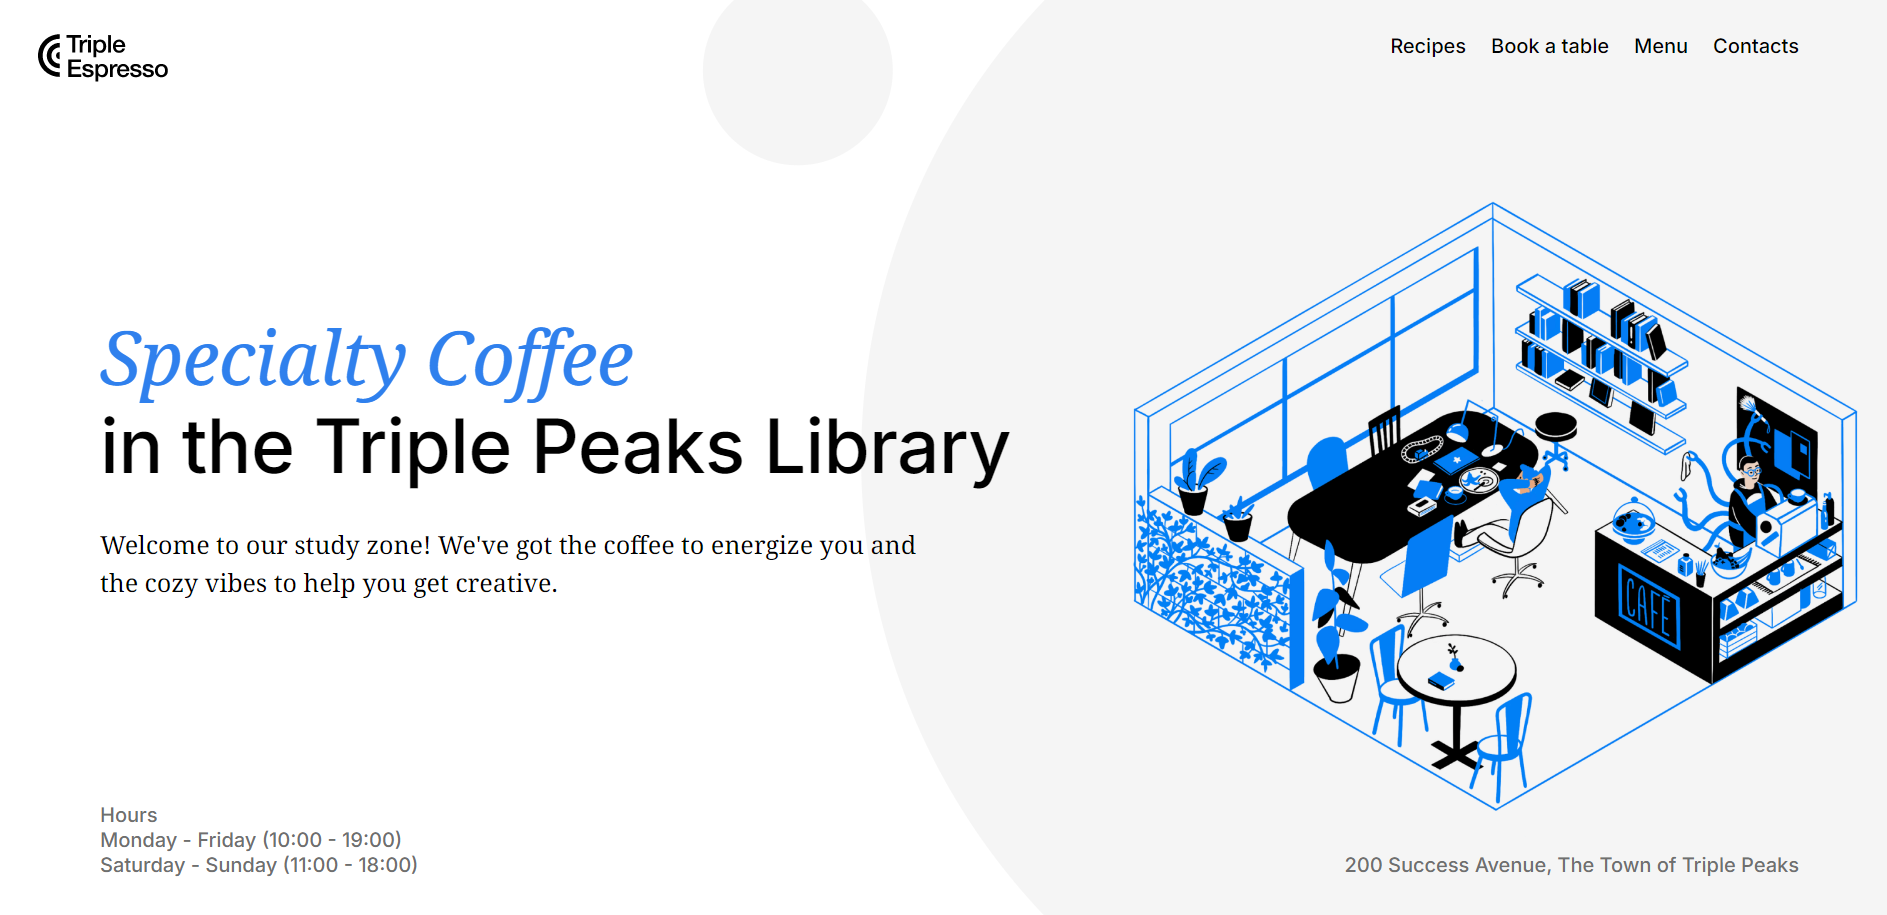 Triple
Espresso
Recipes Book a table Menu Contacts
Specialty Coffee
in the Triple Peaks Library
Welcome to our study zone! We've got the coffee to energize you and
the cozy vibes to help you get creative.
CAFÉ
Hours
Monday - Friday (10:00 - 19:00)
Saturday - Sunday (11:00 - 18:00)
200 Success Avenue, The Town of Triple Peaks